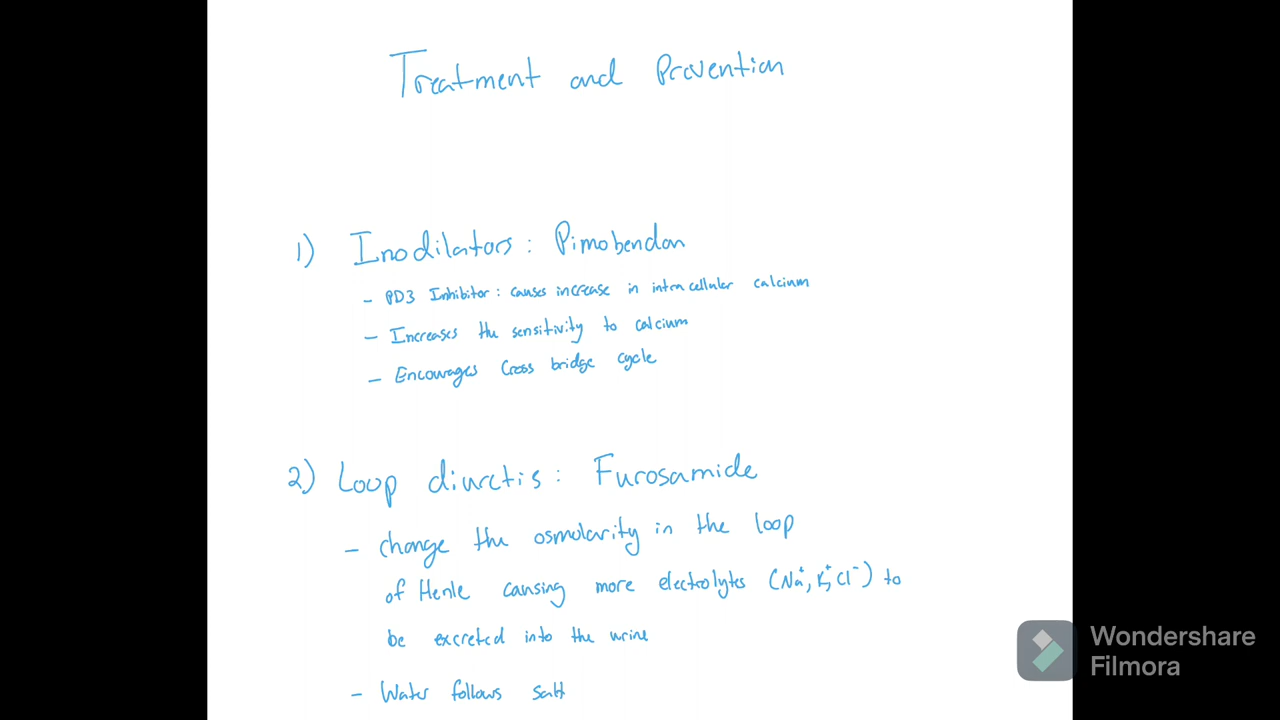 Treatment and Prevention
1) Inodilators: Pimobendan
- PD3 Inhibitor: causes increase in intracellular calcium
- Increases the sensitivity to calcium
- Encourages Cross bridge cycle
2) Loop diurctis: Furosamide
- change the osmolarity in the loop
of Henle causing more electrolytes (Na⁺, K⁺, Cl⁻) to
be excreted into the urine
- Water follows salt
Wondershare
Filmora